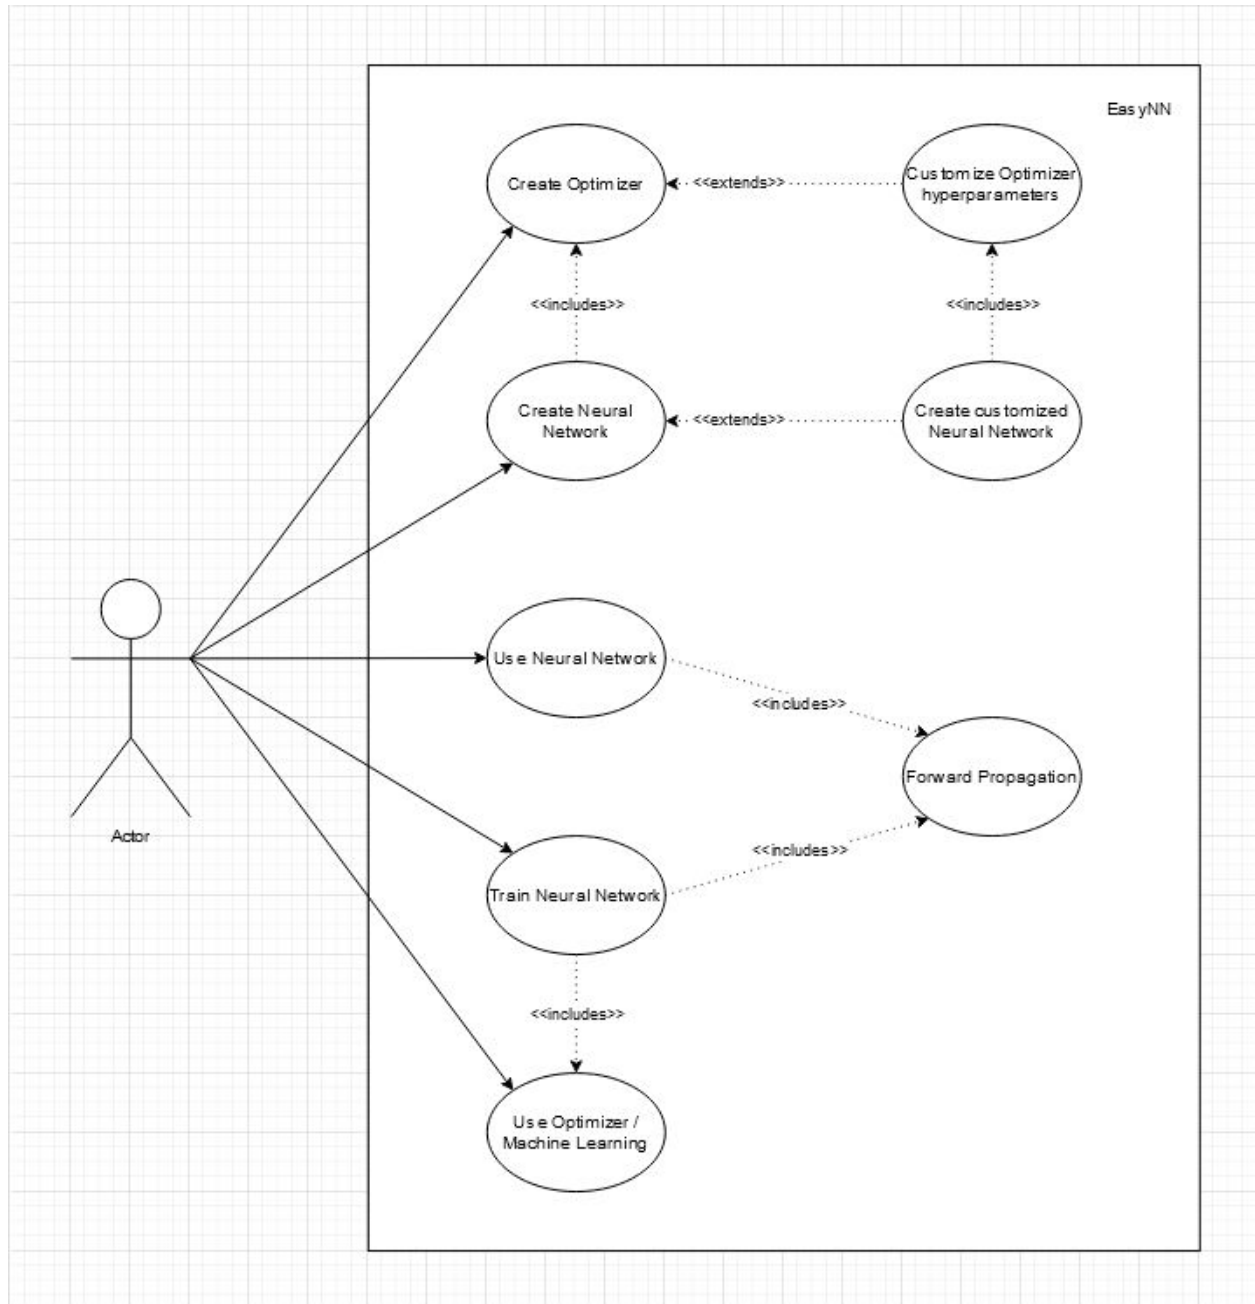 EasyNN
Create Optimizer
<<extends>>
Customize Optimizer
hyperparameters
<<includes>>
<<includes>>
Create Neural
Network
<<extends>>
Create customized
Neural Network
Use Neural Network
<<includes>>
Forward Propagation
Actor
<<includes>>
Train Neural Network
<<includes>>
Use Optimizer /
Machine Learning